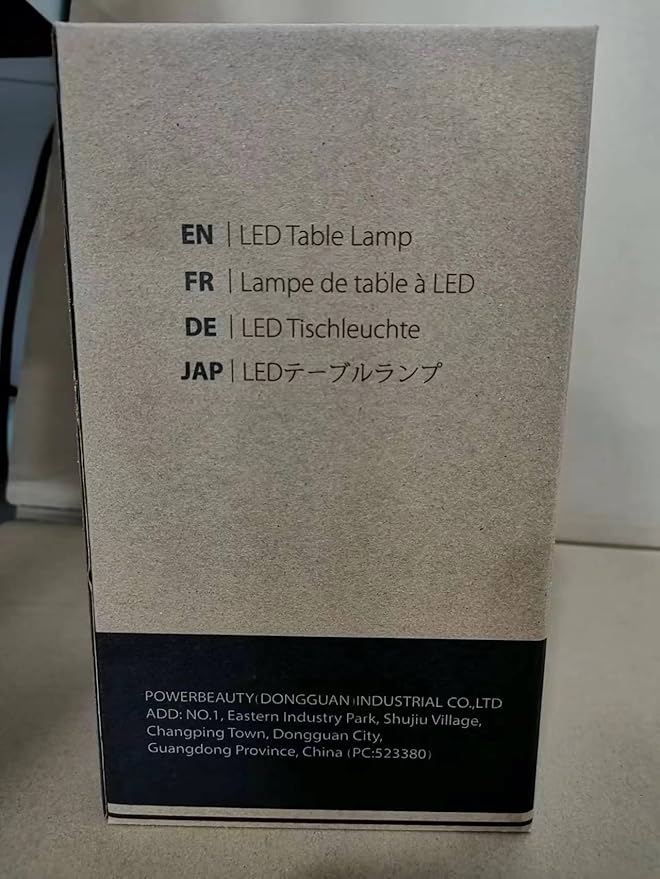 EN | LED Table Lamp
FR | Lampe de table à LED
DE | LED Tischleuchte
JAP | LEDテーブルランプ
POWERBEAUTY(DONGGUAN)INDUSTRIAL CO.,LTD
ADD: NO.1, Eastern Industry Park, Shujiu Village,
Changping Town, Dongguan City,
Guangdong Province, China (PC:523380)